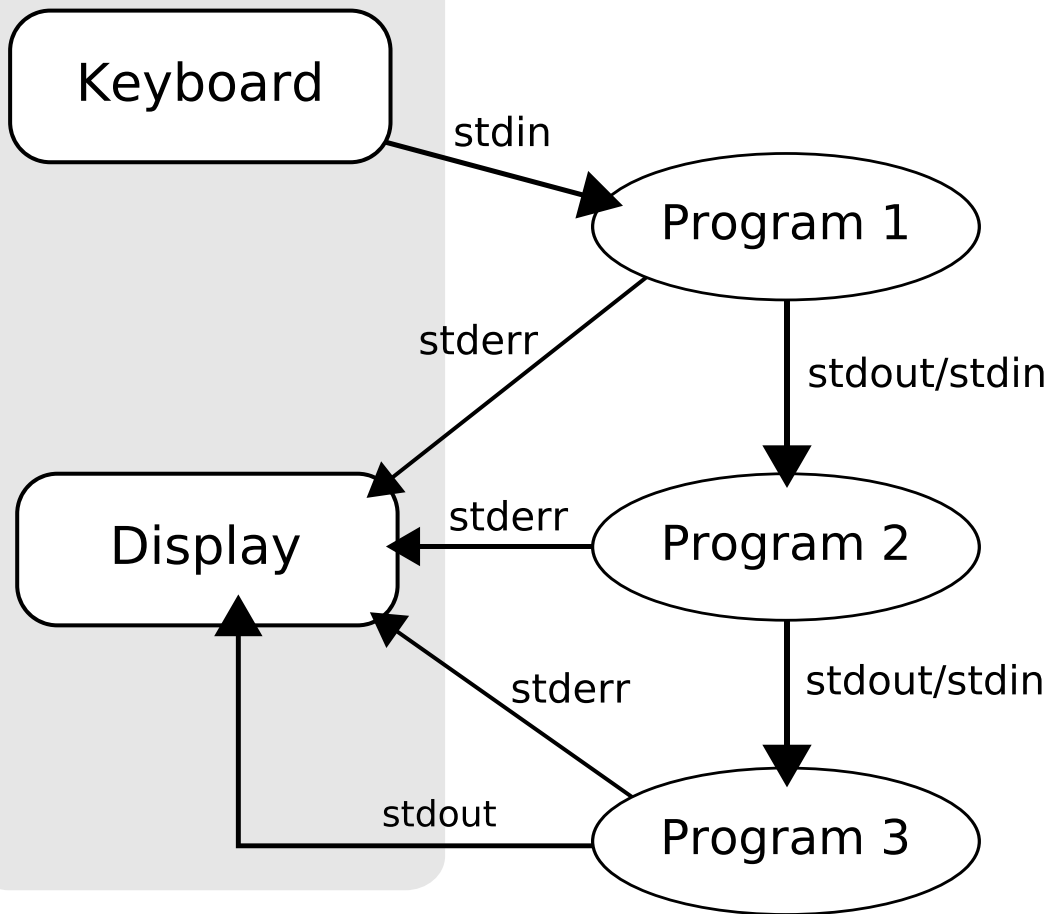 Keyboard
stdin
Program 1
stderr
stdout/stdin
stderr
Display
Program 2
stderr
stdout/stdin
stdout
Program 3